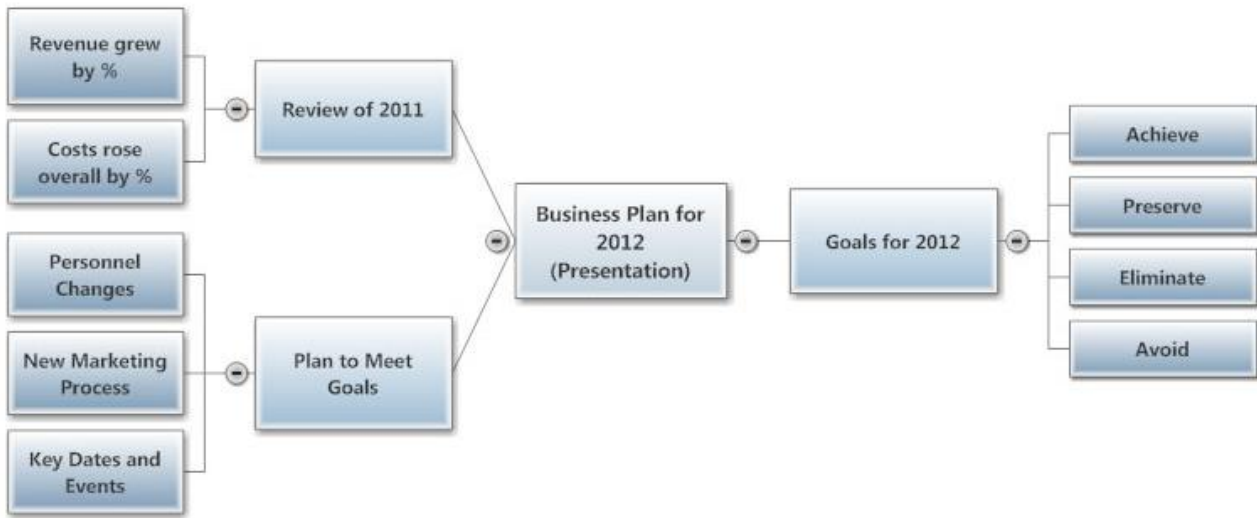 Revenue grew
by %
Costs rose
overall by %
Review of 2011
Personnel
Changes
New Marketing
Process
Key Dates and
Events
Plan to Meet
Goals
Business Plan for
2012
(Presentation)
Goals for 2012
Achieve
Preserve
Eliminate
Avoid